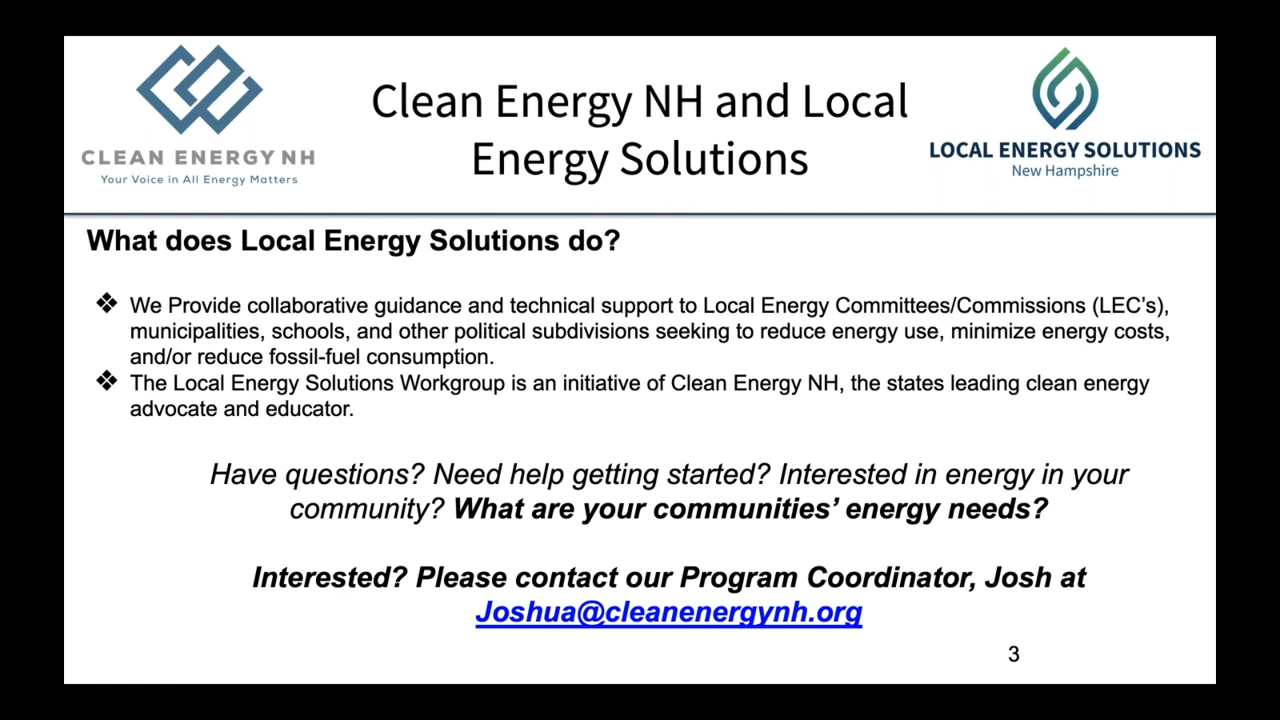 CLEAN ENERGY NH
Your Voice in All Energy Matters
Clean Energy NH and Local
Energy Solutions
LOCAL ENERGY SOLUTIONS
New Hampshire
What does Local Energy Solutions do?
❖ We Provide collaborative guidance and technical support to Local Energy Committees/Commissions (LEC’s),
municipalities, schools, and other political subdivisions seeking to reduce energy use, minimize energy costs,
and/or reduce fossil-fuel consumption.
❖ The Local Energy Solutions Workgroup is an initiative of Clean Energy NH, the states leading clean energy
advocate and educator.
Have questions? Need help getting started? Interested in energy in your
community? What are your communities’ energy needs?
Interested? Please contact our Program Coordinator, Josh at
Joshua@cleanenergynh.org
3